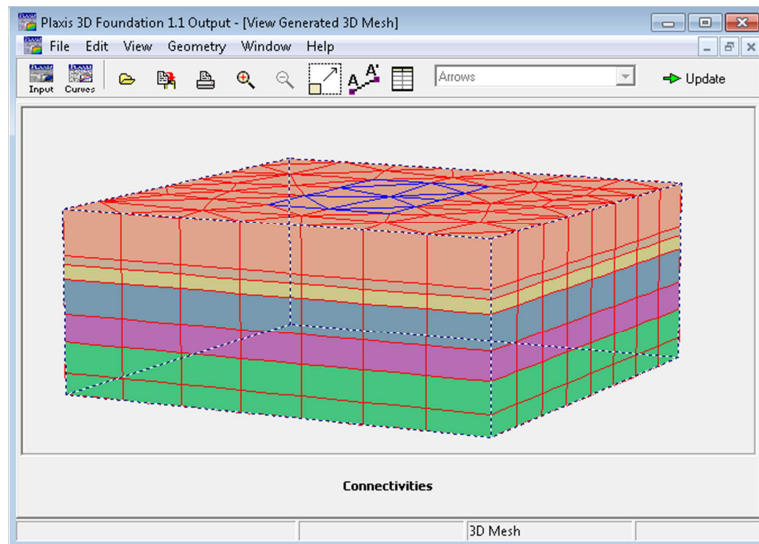 Plaxis 3D Foundation 1.1 Output - [View Generated 3D Mesh]
File Edit View Geometry Window Help
Input Curves A A' Arrows Update
Connectivities
3D Mesh